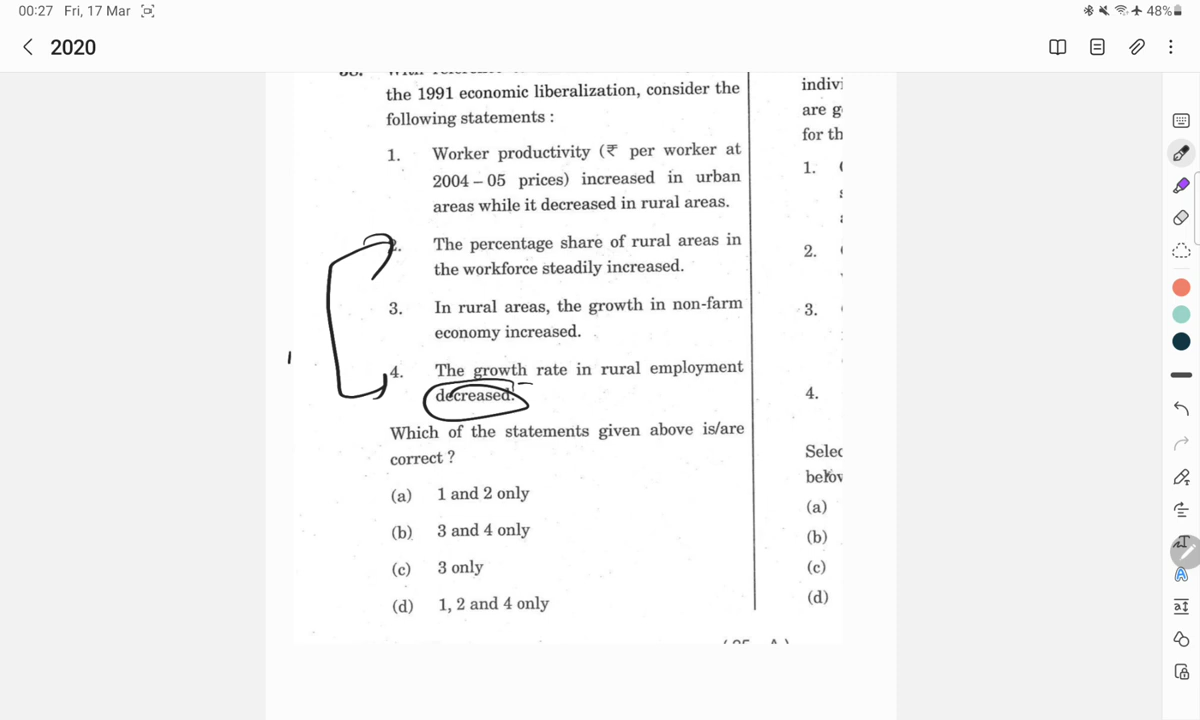 00:27 Fri, 17 Mar
48%
2020
the 1991 economic liberalization, consider the
following statements :
1. Worker productivity (₹ per worker at
2004 – 05 prices) increased in urban
areas while it decreased in rural areas.
2. The percentage share of rural areas in
the workforce steadily increased.
3. In rural areas, the growth in non-farm
economy increased.
4. The growth rate in rural employment
decreased.
Which of the statements given above is/are
correct ?
(a) 1 and 2 only
(b) 3 and 4 only
(c) 3 only
(d) 1, 2 and 4 only
indivi
are g
for th
1.
2.
3.
4.
Selec
below
(a)
(b)
(c)
(d)